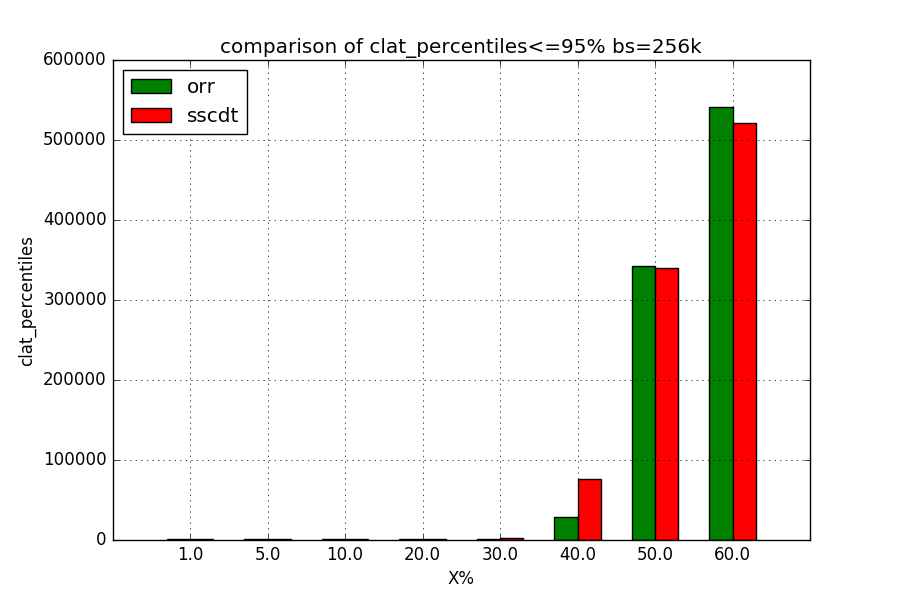 comparison of clat_percentiles<=95% bs=256k
600000
500000
400000
300000
200000
100000
0
orr
sscdt
clat_percentiles
1.0 5.0 10.0 20.0 30.0 40.0 50.0 60.0
X%